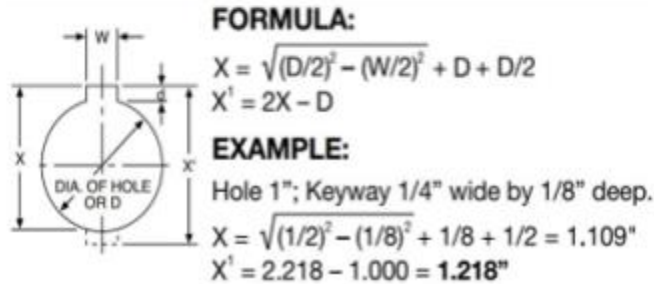 W
d
X
X'
DIA. OF HOLE
OR D
FORMULA:
X = √(D/2)² – (W/2)² + D + D/2
X¹ = 2X – D
EXAMPLE:
Hole 1"; Keyway 1/4" wide by 1/8" deep.
X = √(1/2)² – (1/8)² + 1/8 + 1/2 = 1.109"
X¹ = 2.218 – 1.000 = 1.218"